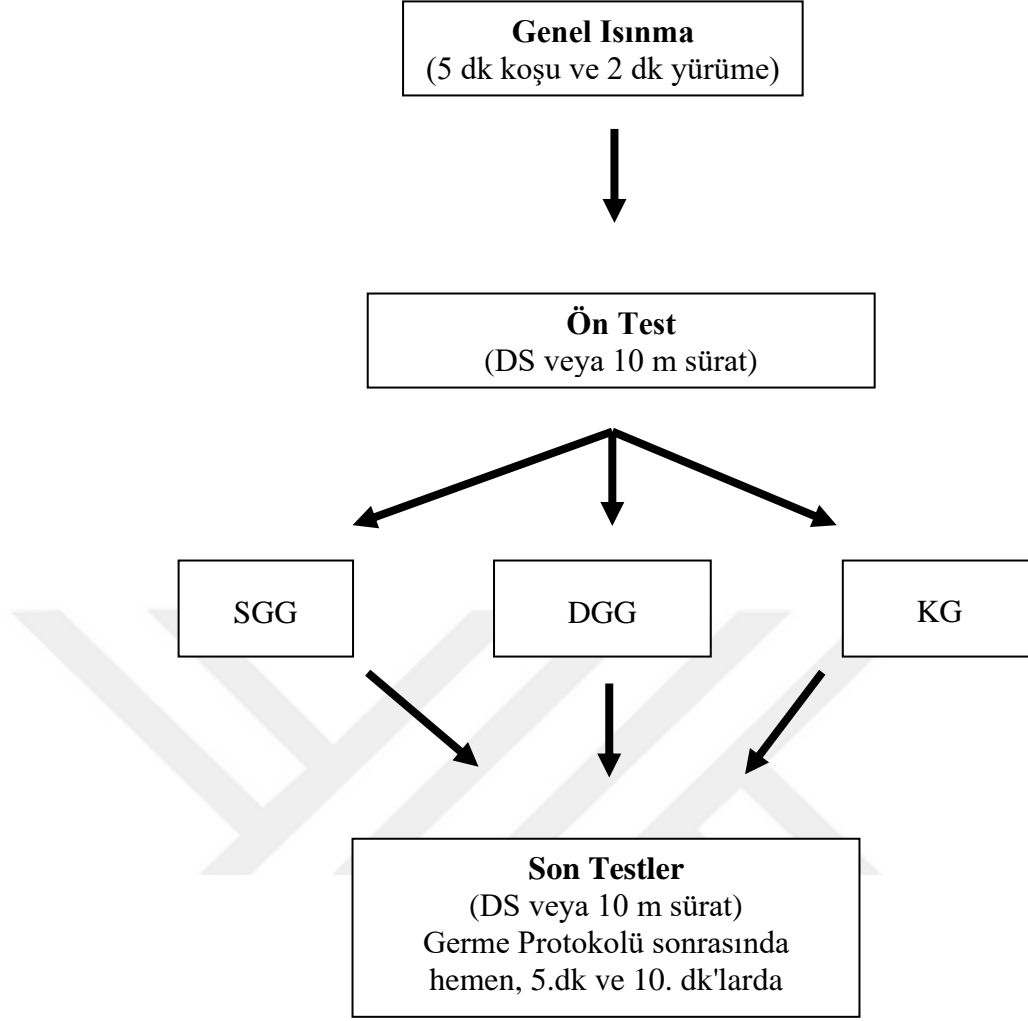 Genel Isınma
(5 dk koşu ve 2 dk yürüme)
Ön Test
(DS veya 10 m sürat)
SGG
DGG
KG
Son Testler
(DS veya 10 m sürat)
Germe Protokolü sonrasında
hemen, 5.dk ve 10. dk'larda